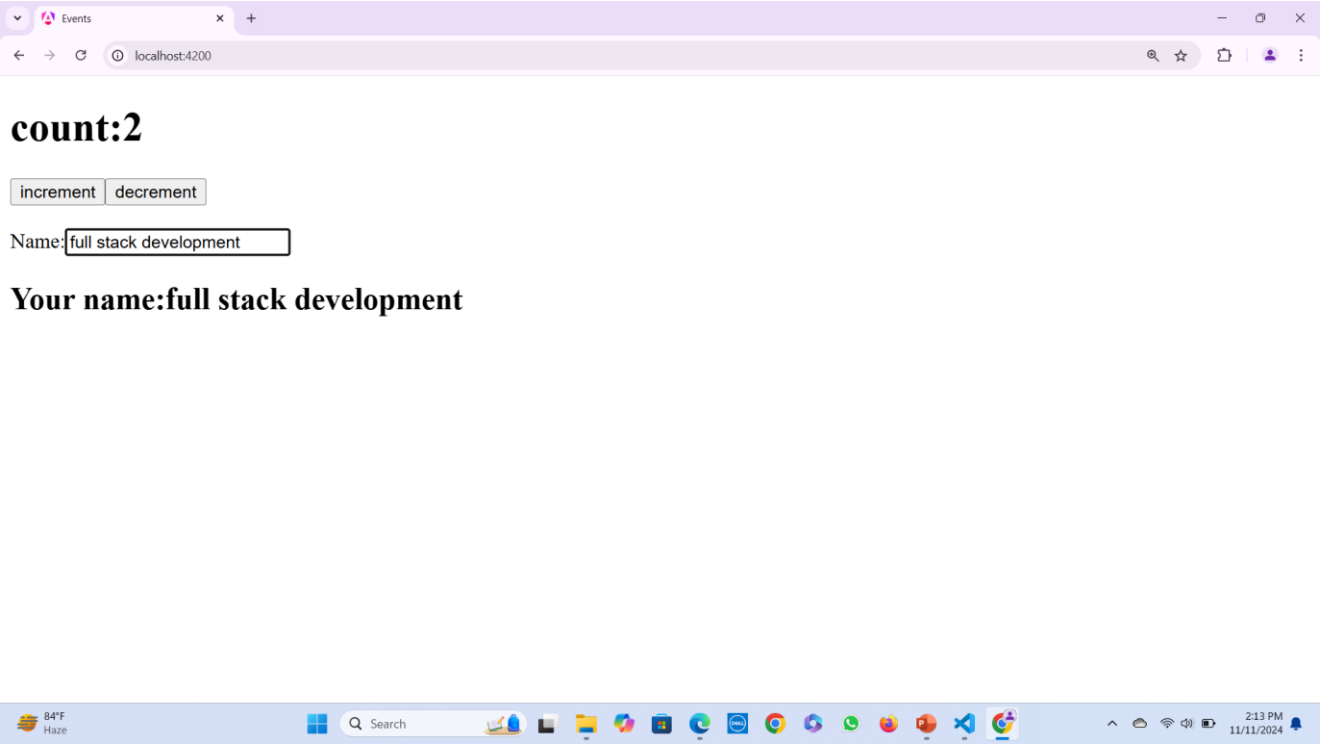 Events
localhost:4200
count:2
increment decrement
Name: full stack development
Your name:full stack development
84°F
Haze
Search
DELL
2:13 PM
11/11/2024